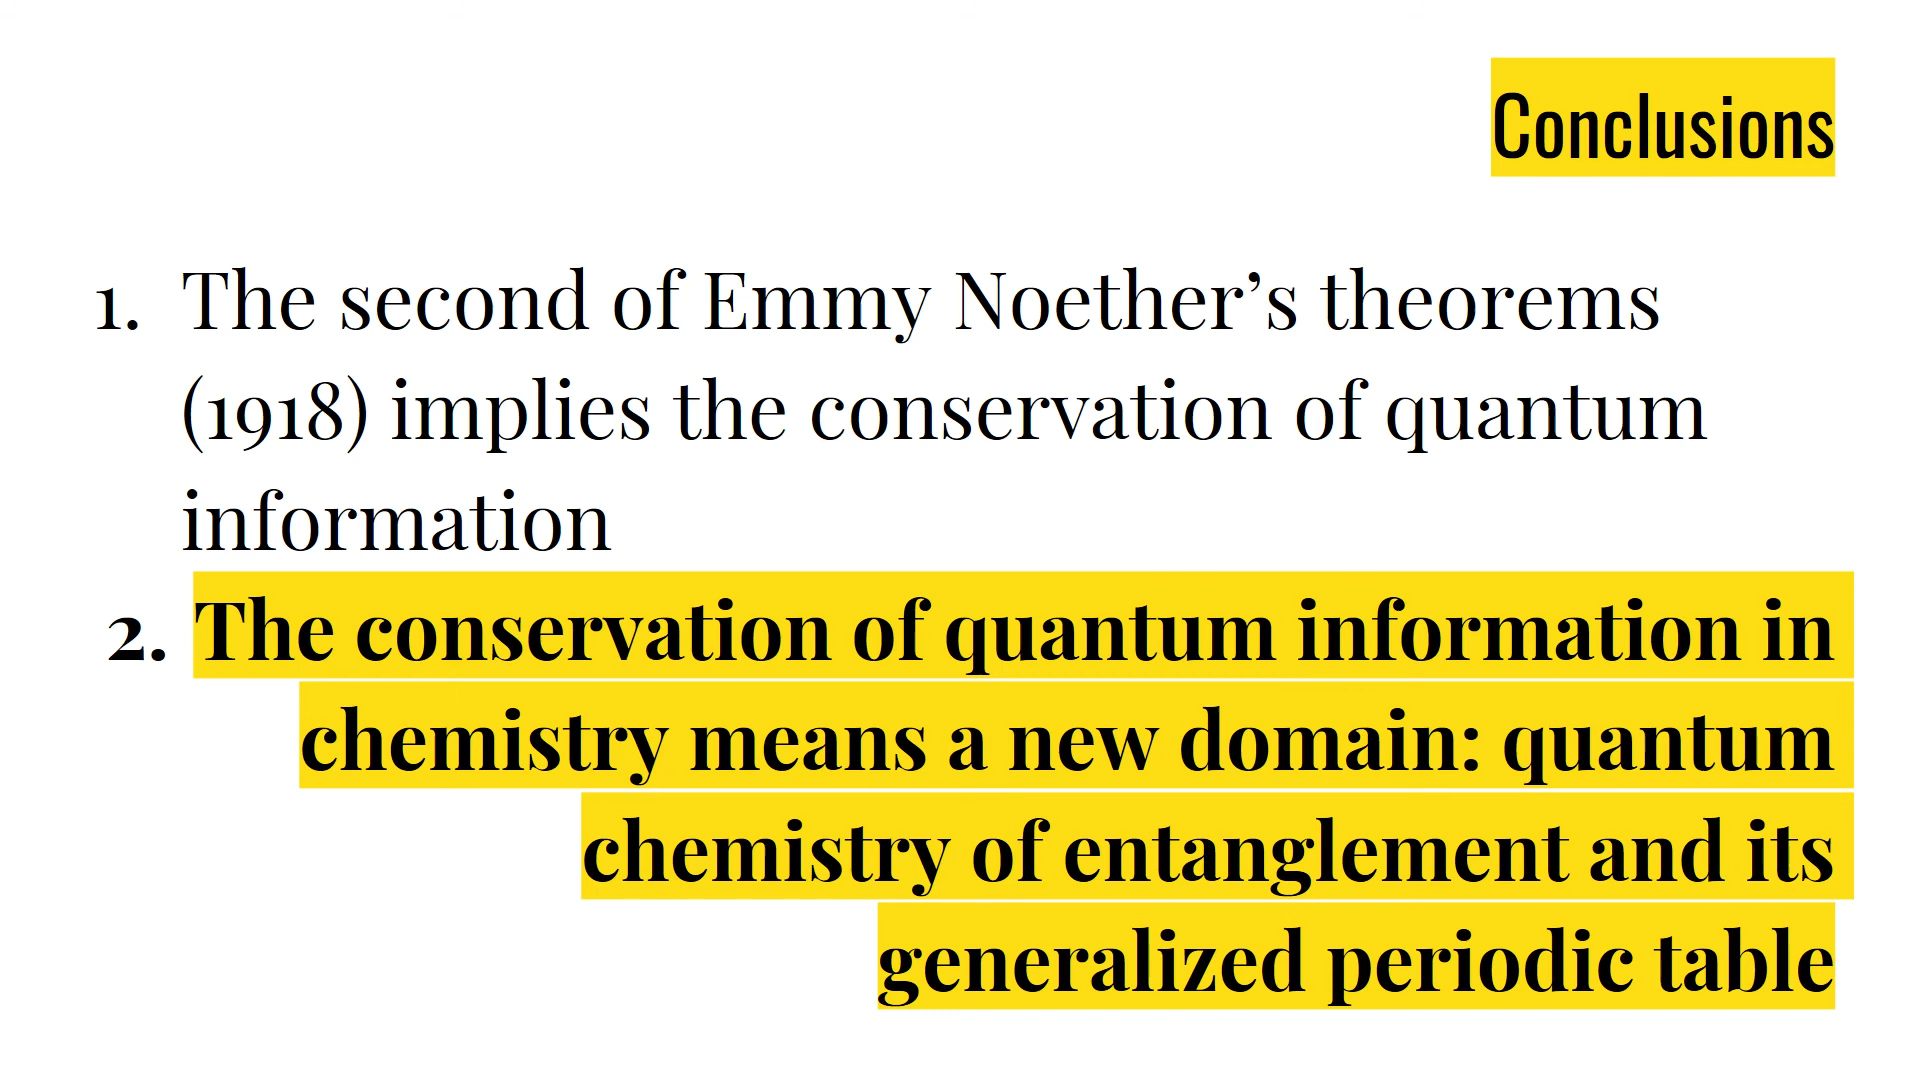 Conclusions
1. The second of Emmy Noether’s theorems
(1918) implies the conservation of quantum
information
2. The conservation of quantum information in
chemistry means a new domain: quantum
chemistry of entanglement and its
generalized periodic table